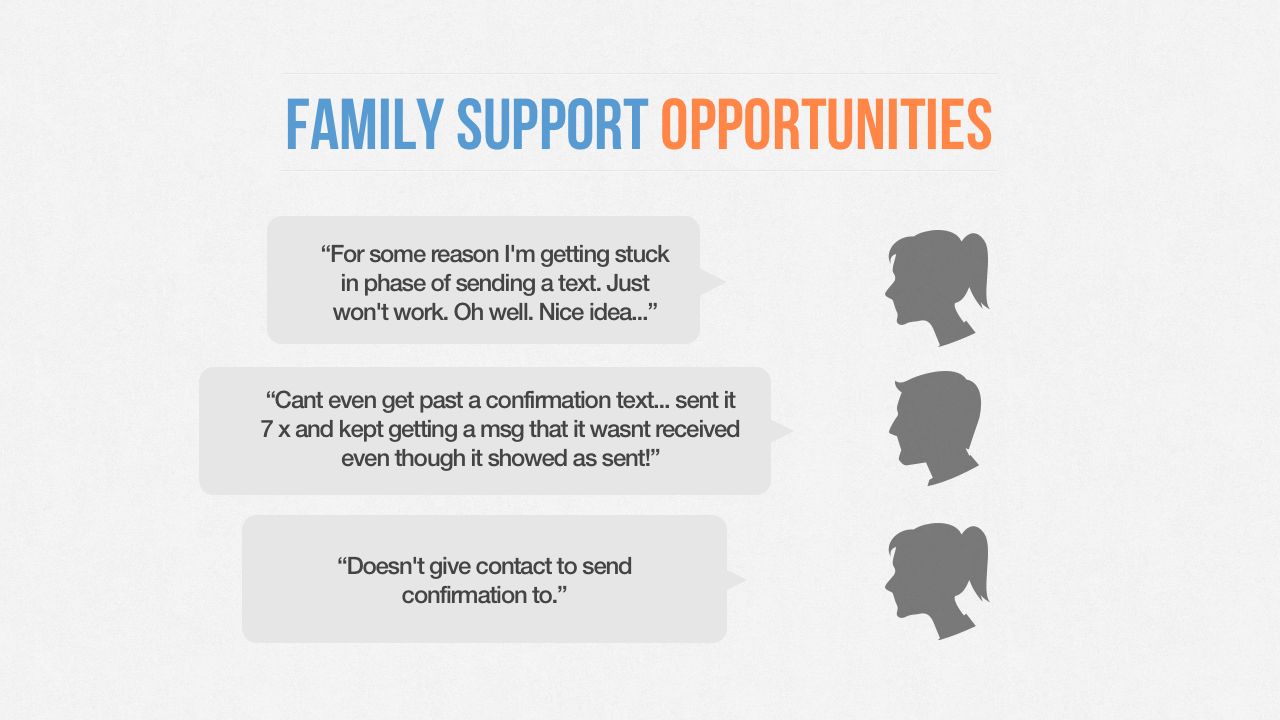 FAMILY SUPPORT OPPORTUNITIES
“For some reason I'm getting stuck
in phase of sending a text. Just
won't work. Oh well. Nice idea...”
“Cant even get past a confirmation text... sent it
7 x and kept getting a msg that it wasnt received
even though it showed as sent!”
“Doesn't give contact to send
confirmation to.”